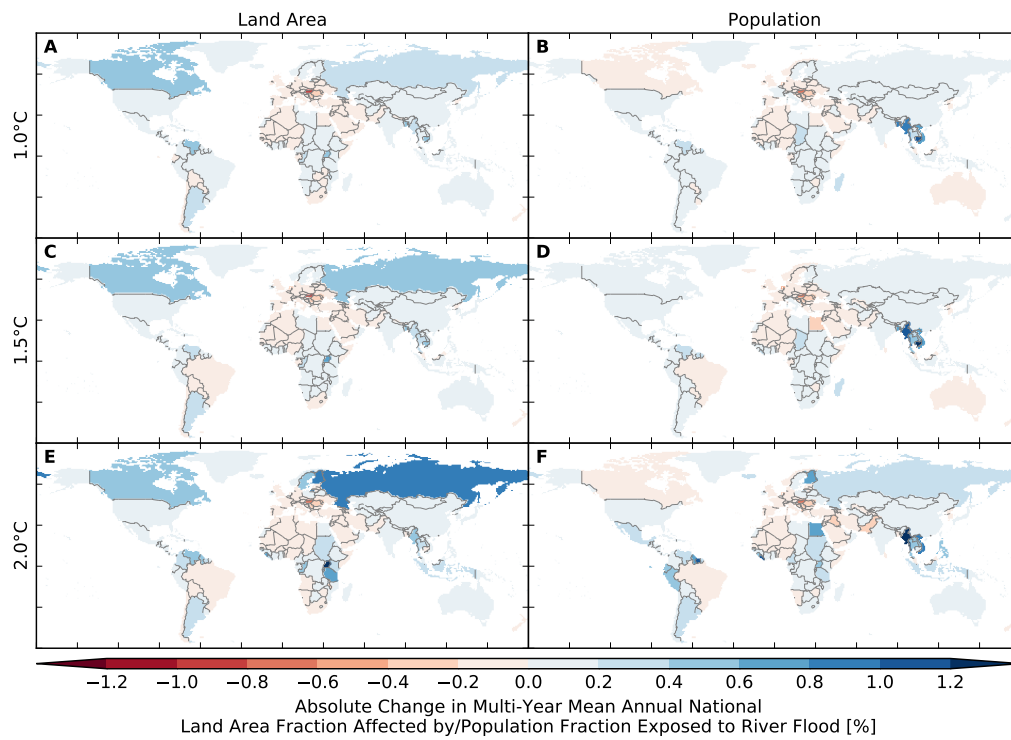 Land Area
Population
A
B
1.0°C
C
D
1.5°C
E
F
2.0°C
−1.2 −1.0 −0.8 −0.6 −0.4 −0.2 0.0 0.2 0.4 0.6 0.8 1.0 1.2
Absolute Change in Multi-Year Mean Annual National
Land Area Fraction Affected by/Population Fraction Exposed to River Flood [%]